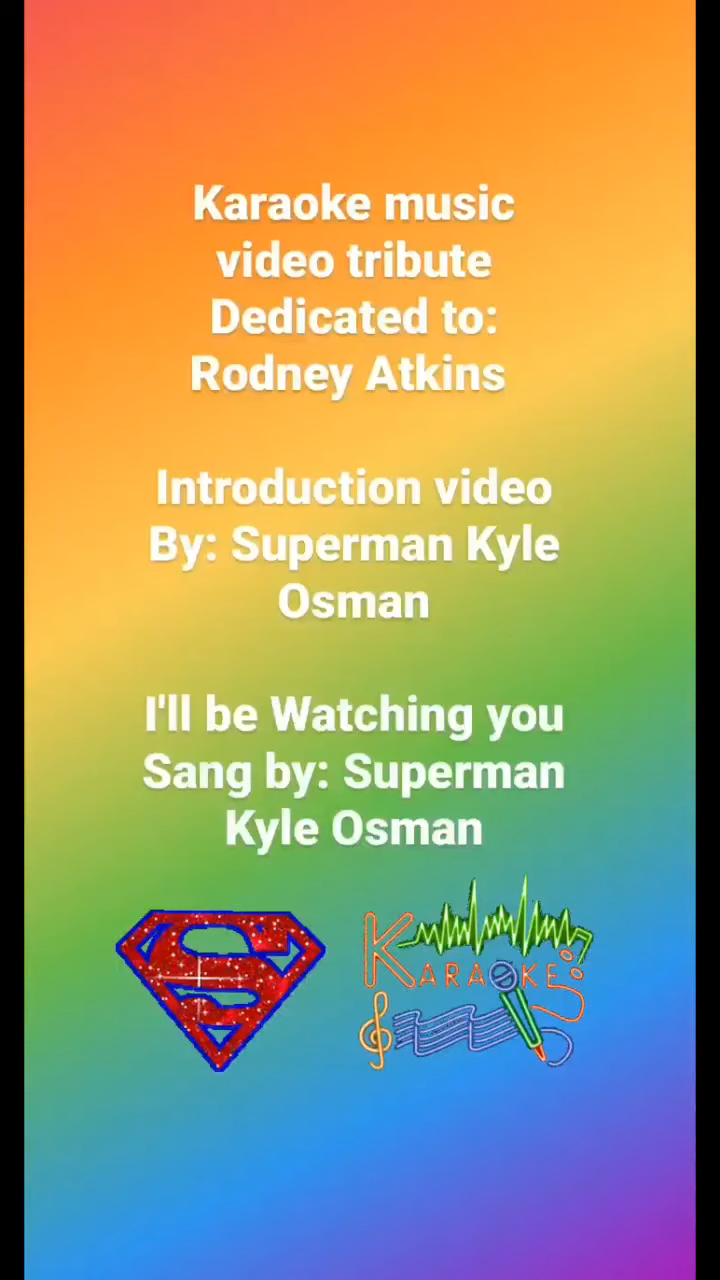 Karaoke music
video tribute
Dedicated to:
Rodney Atkins
Introduction video
By: Superman Kyle
Osman
I'll be Watching you
Sang by: Superman
Kyle Osman
S
KARAOKE